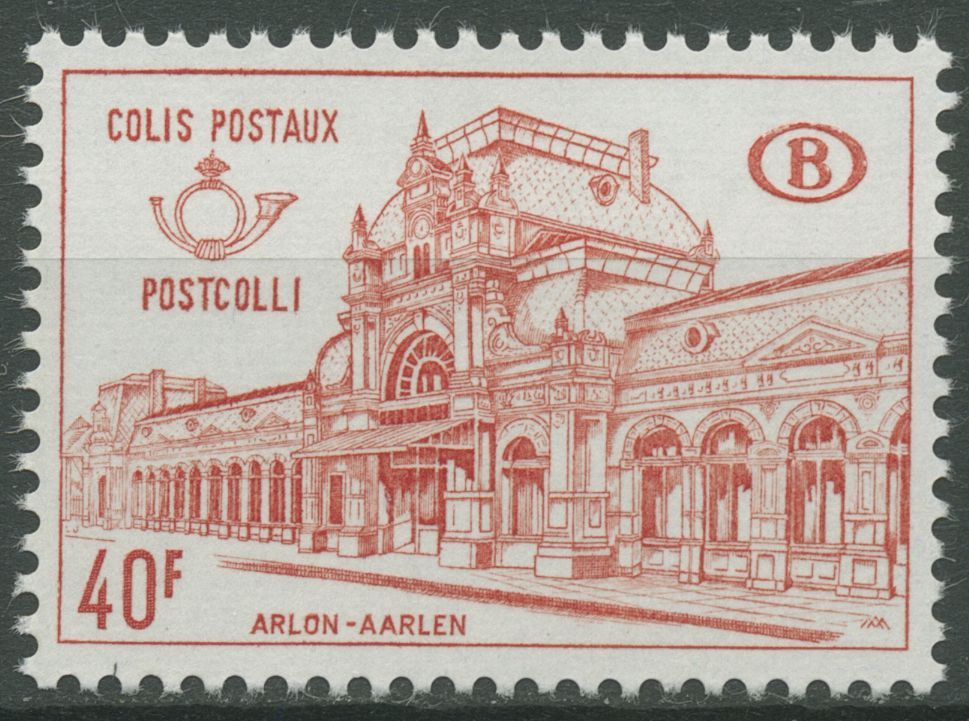 COLIS POSTAUX
B
POSTCOLLI
40F
ARLON - AARLEN